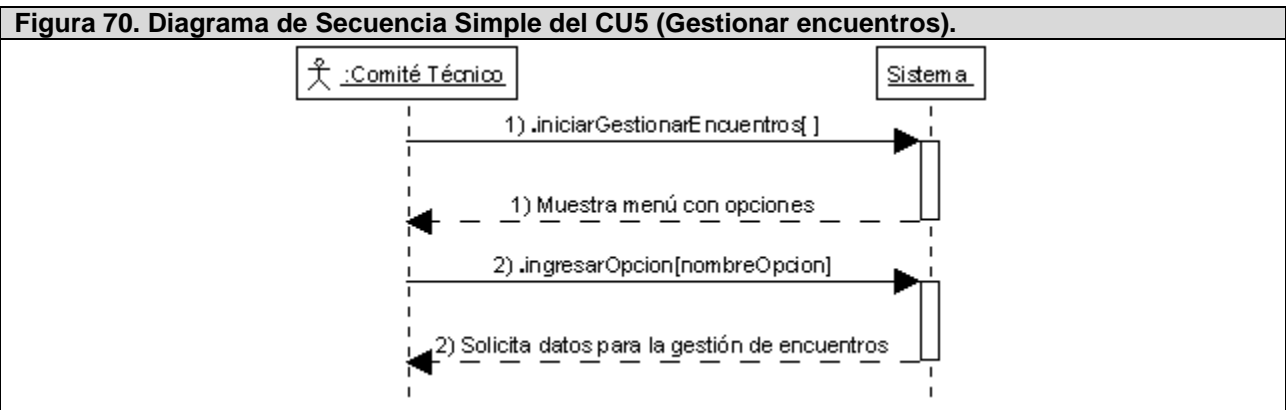 Figura 70. Diagrama de Secuencia Simple del CU5 (Gestionar encuentros).
:Comité Técnico
Sistema
1) .iniciarGestionarEncuentros[ ]
1) Muestra menú con opciones
2) .ingresarOpcion[nombreOpcion]
2) Solicita datos para la gestión de encuentros